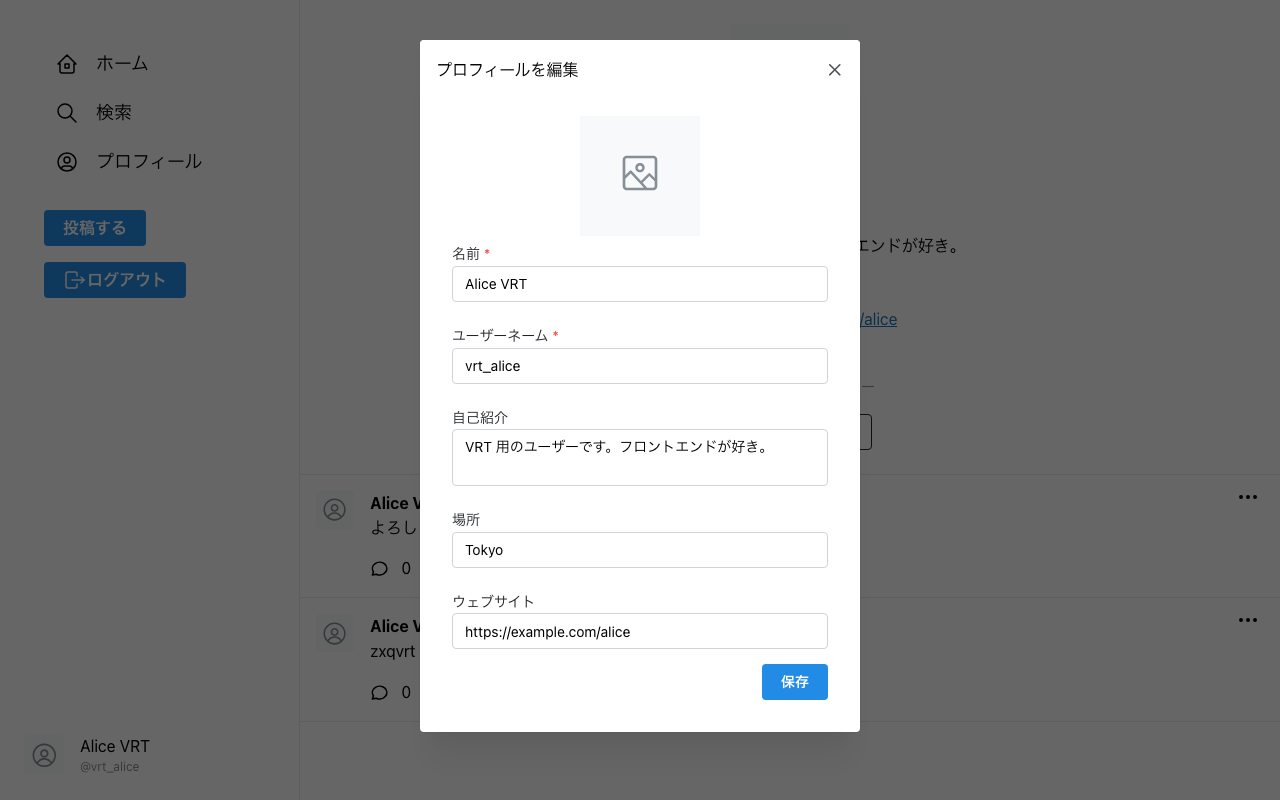 ホーム
検索
プロフィール
投稿する
ログアウト
Alice VRT
@vrt_alice
プロフィールを編集
名前 *
Alice VRT
ユーザーネーム *
vrt_alice
自己紹介
VRT 用のユーザーです。フロントエンドが好き。
場所
Tokyo
ウェブサイト
https://example.com/alice
保存
エンドが好き。
/alice
Alice V
よろし
0
Alice V
zxqvrt
0